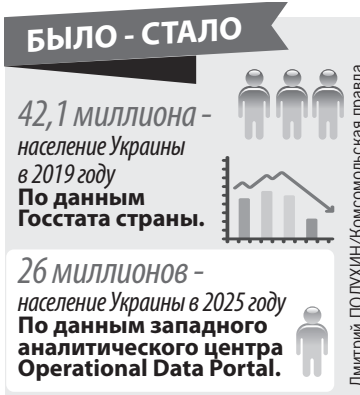 БЫЛО - СТАЛО
42,1 миллиона -
население Украины
в 2019 году
По данным
Госстата страны.
26 миллионов -
население Украины в 2025 году
По данным западного
аналитического центра
Operational Data Portal.
Дмитрий ПОЛУХИН/Комсомольская правда